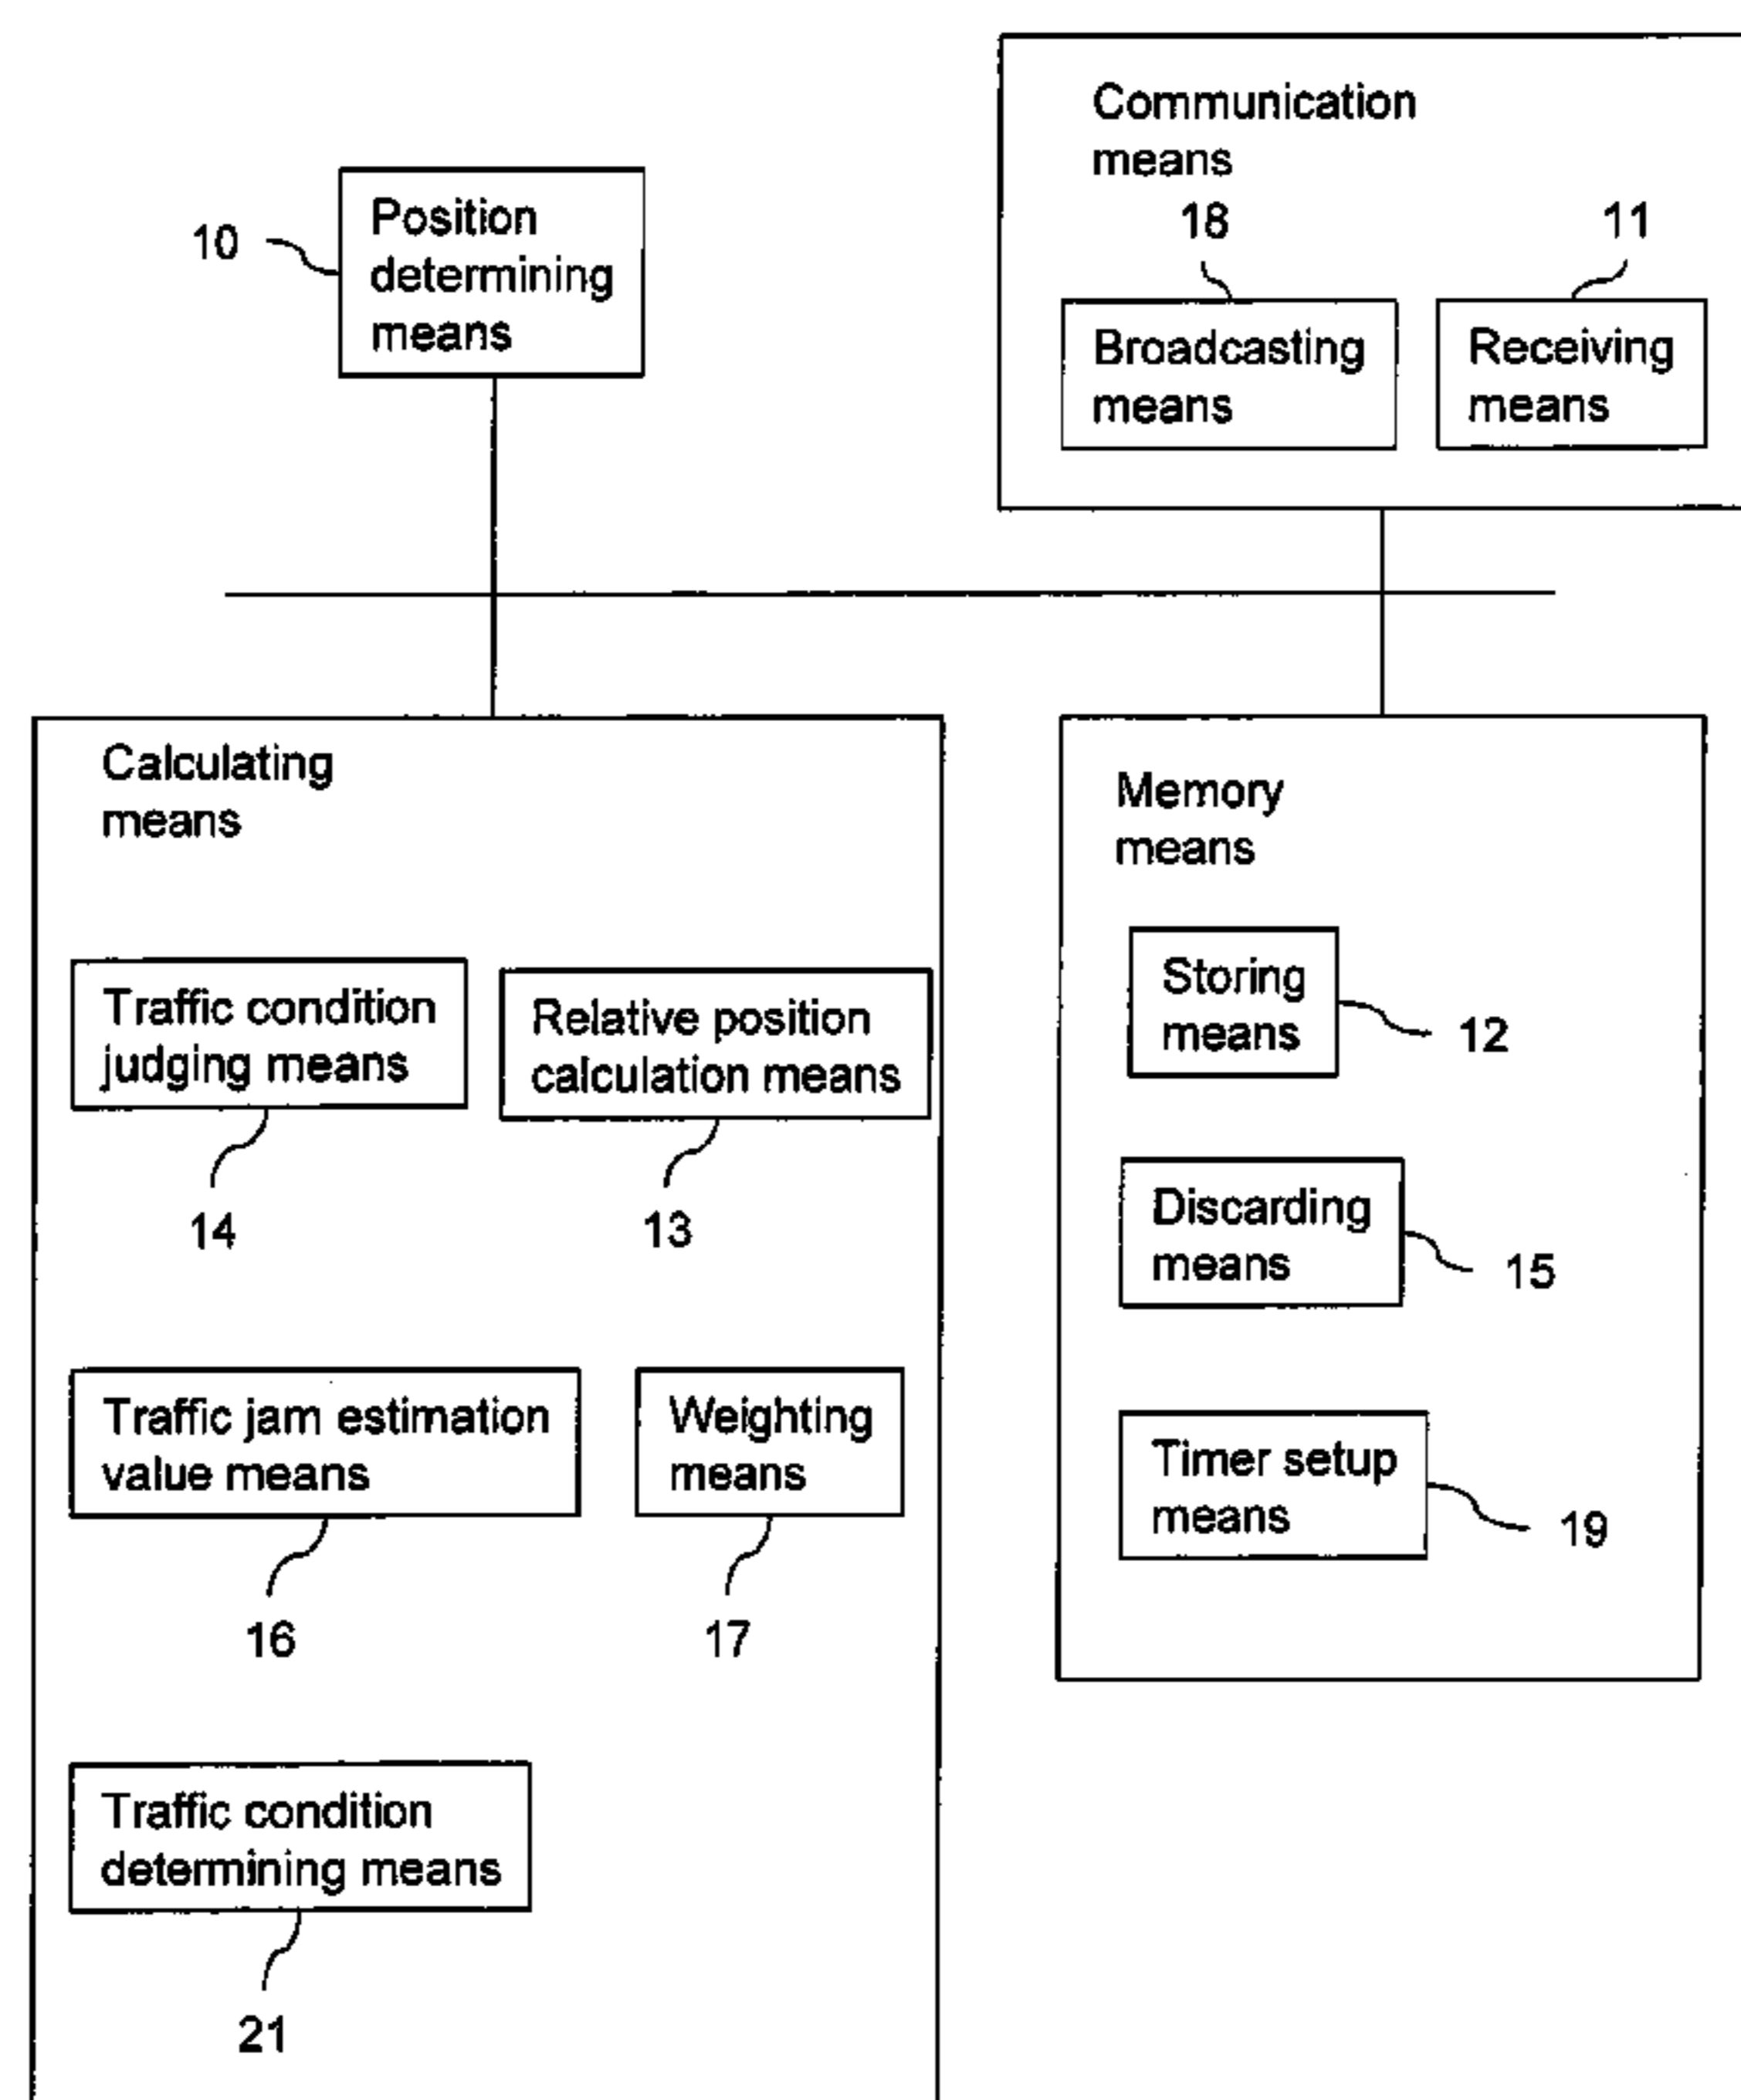 Communication
means
18
11
Broadcasting
means
Receiving
means
10
Position
determining
means
Calculating
means
Traffic condition
judging means
14
Relative position
calculation means
13
Traffic jam estimation
value means
16
Weighting
means
17
Traffic condition
determining means
21
Memory
means
Storing
means
12
Discarding
means
15
Timer setup
means
19